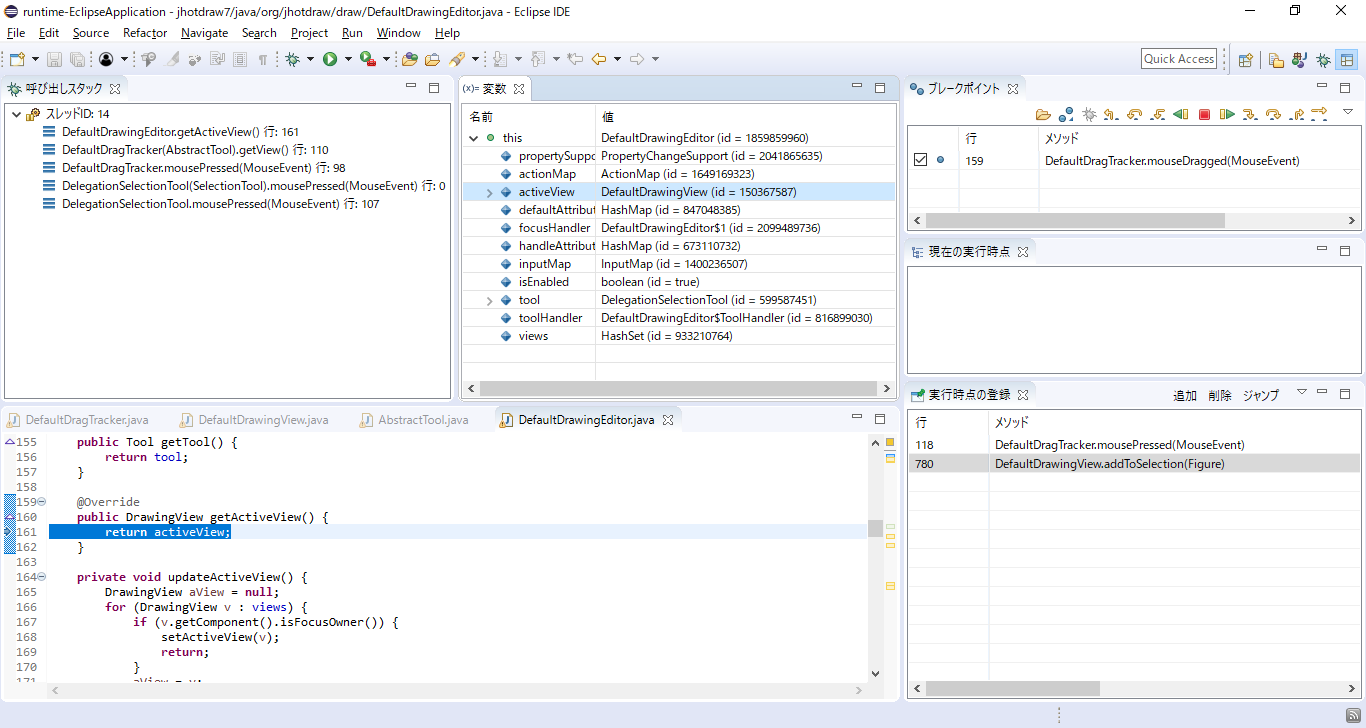 runtime-EclipseApplication - jhotdraw7/java/org/jhotdraw/draw/DefaultDrawingEditor.java - Eclipse IDE
File Edit Source Refactor Navigate Search Project Run Window Help
Quick Access
呼び出しスタック
スレッドID: 14
DefaultDrawingEditor.getActiveView() 行: 161
DefaultDragTracker(AbstractTool).getView() 行: 110
DefaultDragTracker.mousePressed(MouseEvent) 行: 98
DelegationSelectionTool(SelectionTool).mousePressed(MouseEvent) 行: 0
DelegationSelectionTool.mousePressed(MouseEvent) 行: 107
(x)= 変数
名前 値
this DefaultDrawingEditor (id = 1859859960)
propertySuppo PropertyChangeSupport (id = 2041865635)
actionMap ActionMap (id = 1649169323)
activeView DefaultDrawingView (id = 150367587)
defaultAttribut HashMap (id = 847048385)
focusHandler DefaultDrawingEditor$1 (id = 2099489736)
handleAttribut HashMap (id = 673110732)
inputMap InputMap (id = 1400236507)
isEnabled boolean (id = true)
tool DelegationSelectionTool (id = 599587451)
toolHandler DefaultDrawingEditor$ToolHandler (id = 816899030)
views HashSet (id = 933210764)
ブレークポイント
行 メソッド
159 DefaultDragTracker.mouseDragged(MouseEvent)
現在の実行時点
実行時点の登録 追加 削除 ジャンプ
行 メソッド
118 DefaultDragTracker.mousePressed(MouseEvent)
780 DefaultDrawingView.addToSelection(Figure)
DefaultDragTracker.java DefaultDrawingView.java AbstractTool.java DefaultDrawingEditor.java
155 public Tool getTool() {
156 return tool;
157 }
158
159 @Override
160 public DrawingView getActiveView() {
161 return activeView;
162 }
163
164 private void updateActiveView() {
165 DrawingView aView = null;
166 for (DrawingView v : views) {
167 if (v.getComponent().isFocusOwner()) {
168 setActiveView(v);
169 return;
170 }
171 aView = v;